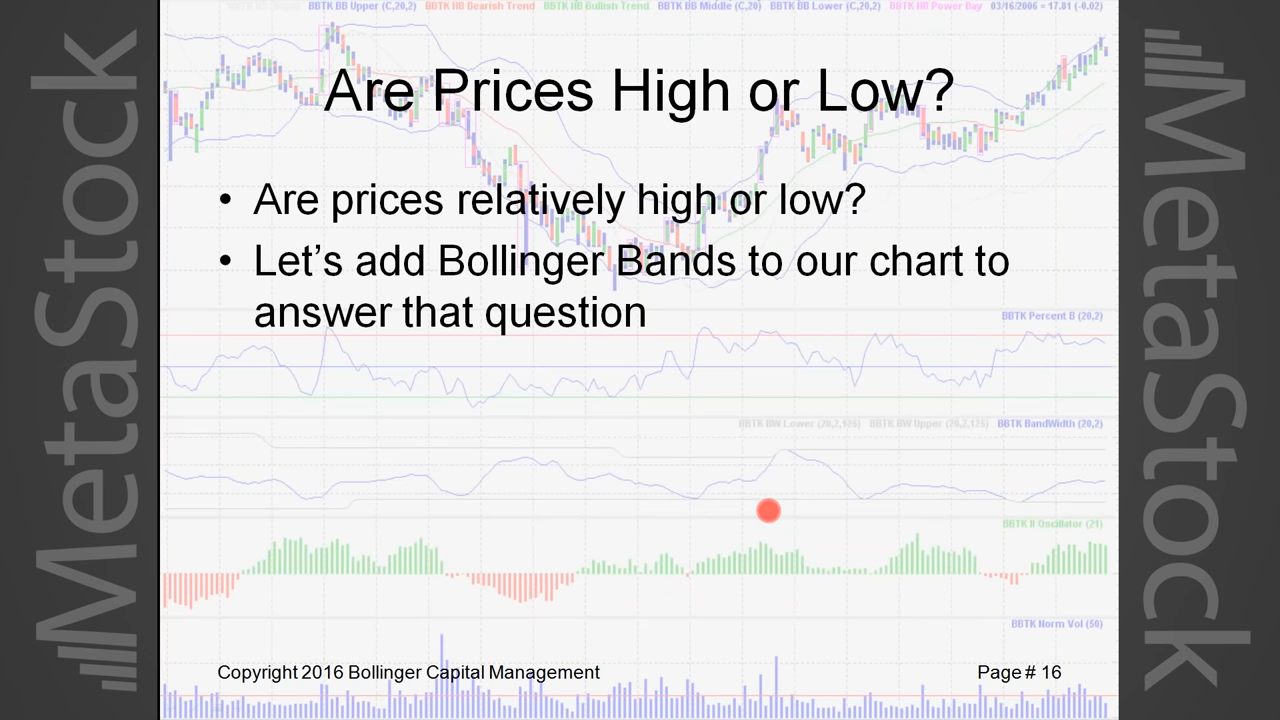 BBTK BB Upper (C,20,2) BBTK HB Bearish Trend BBTK HB Bullish Trend BBTK BB Middle (C,20) BBTK BB Lower (C,20,2) BBTK HB Power Day 03/16/2006 = 17.81 (-0.02)
MetaStock
MetaStock
Are Prices High or Low?
• Are prices relatively high or low?
• Let’s add Bollinger Bands to our chart to
answer that question
BBTK Percent B (20,2)
BBTK BW Lower (20,2,125) BBTK BW Upper (20,2,125) BBTK BandWidth (20,2)
BBTK II Oscillator (21)
BBTK Norm Vol (50)
Copyright 2016 Bollinger Capital Management
Page # 16